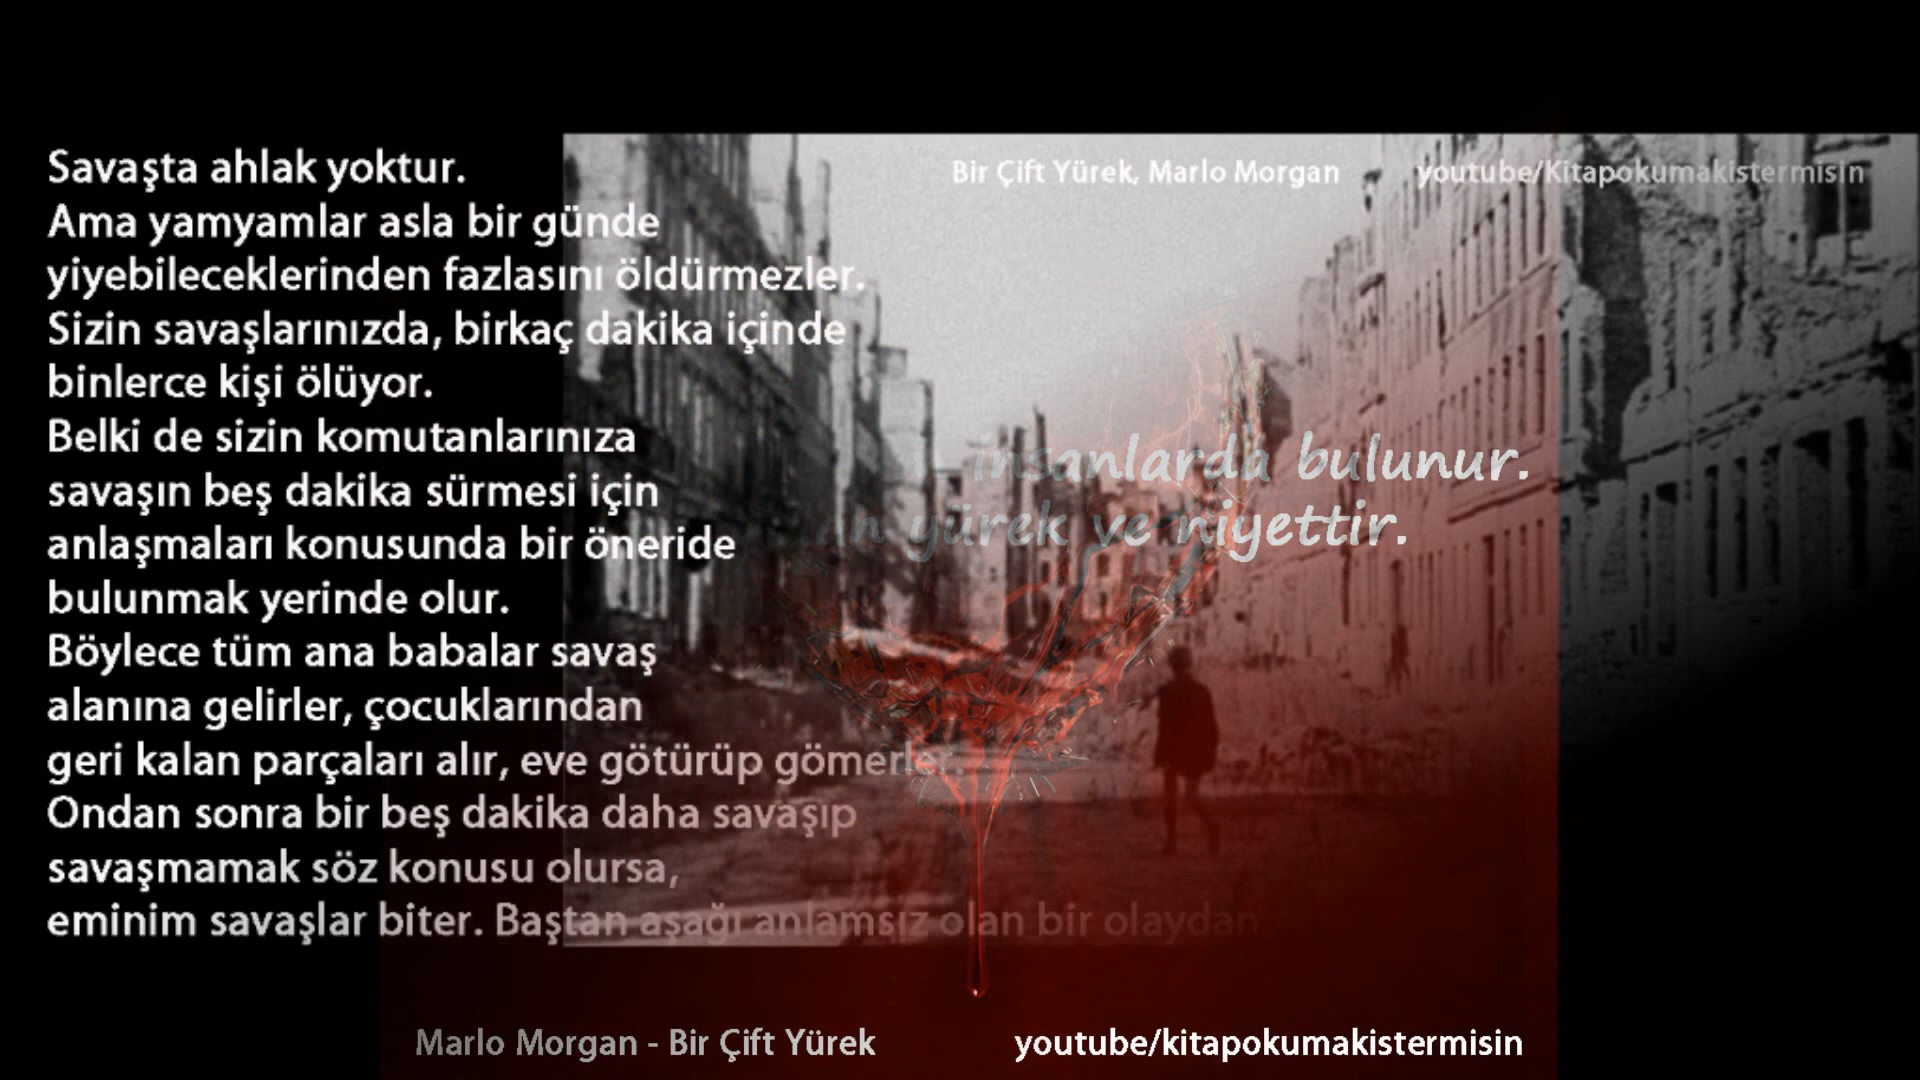 Savaşta ahlak yoktur.
Ama yamyamlar asla bir günde
yiyebileceklerinden fazlasını öldürmezler.
Sizin savaşlarınızda, birkaç dakika içinde
binlerce kişi ölüyor.
Belki de sizin komutanlarınıza
savaşın beş dakika sürmesi için
anlaşmaları konusunda bir öneride
bulunmak yerinde olur.
Böylece tüm ana babalar savaş
alanına gelirler, çocuklarından
geri kalan parçaları alır, eve götürüp gömerler.
Ondan sonra bir beş dakika daha savaşıp
savaşmamak söz konusu olursa,
eminim savaşlar biter. Baştan aşağı anlamsız olan bir olaydan
Bir Çift Yürek, Marlo Morgan
youtube/Kitapokumakistermisin
insanlarda bulunur.
yürek ve niyettir.
Marlo Morgan - Bir Çift Yürek
youtube/kitapokumakistermisin